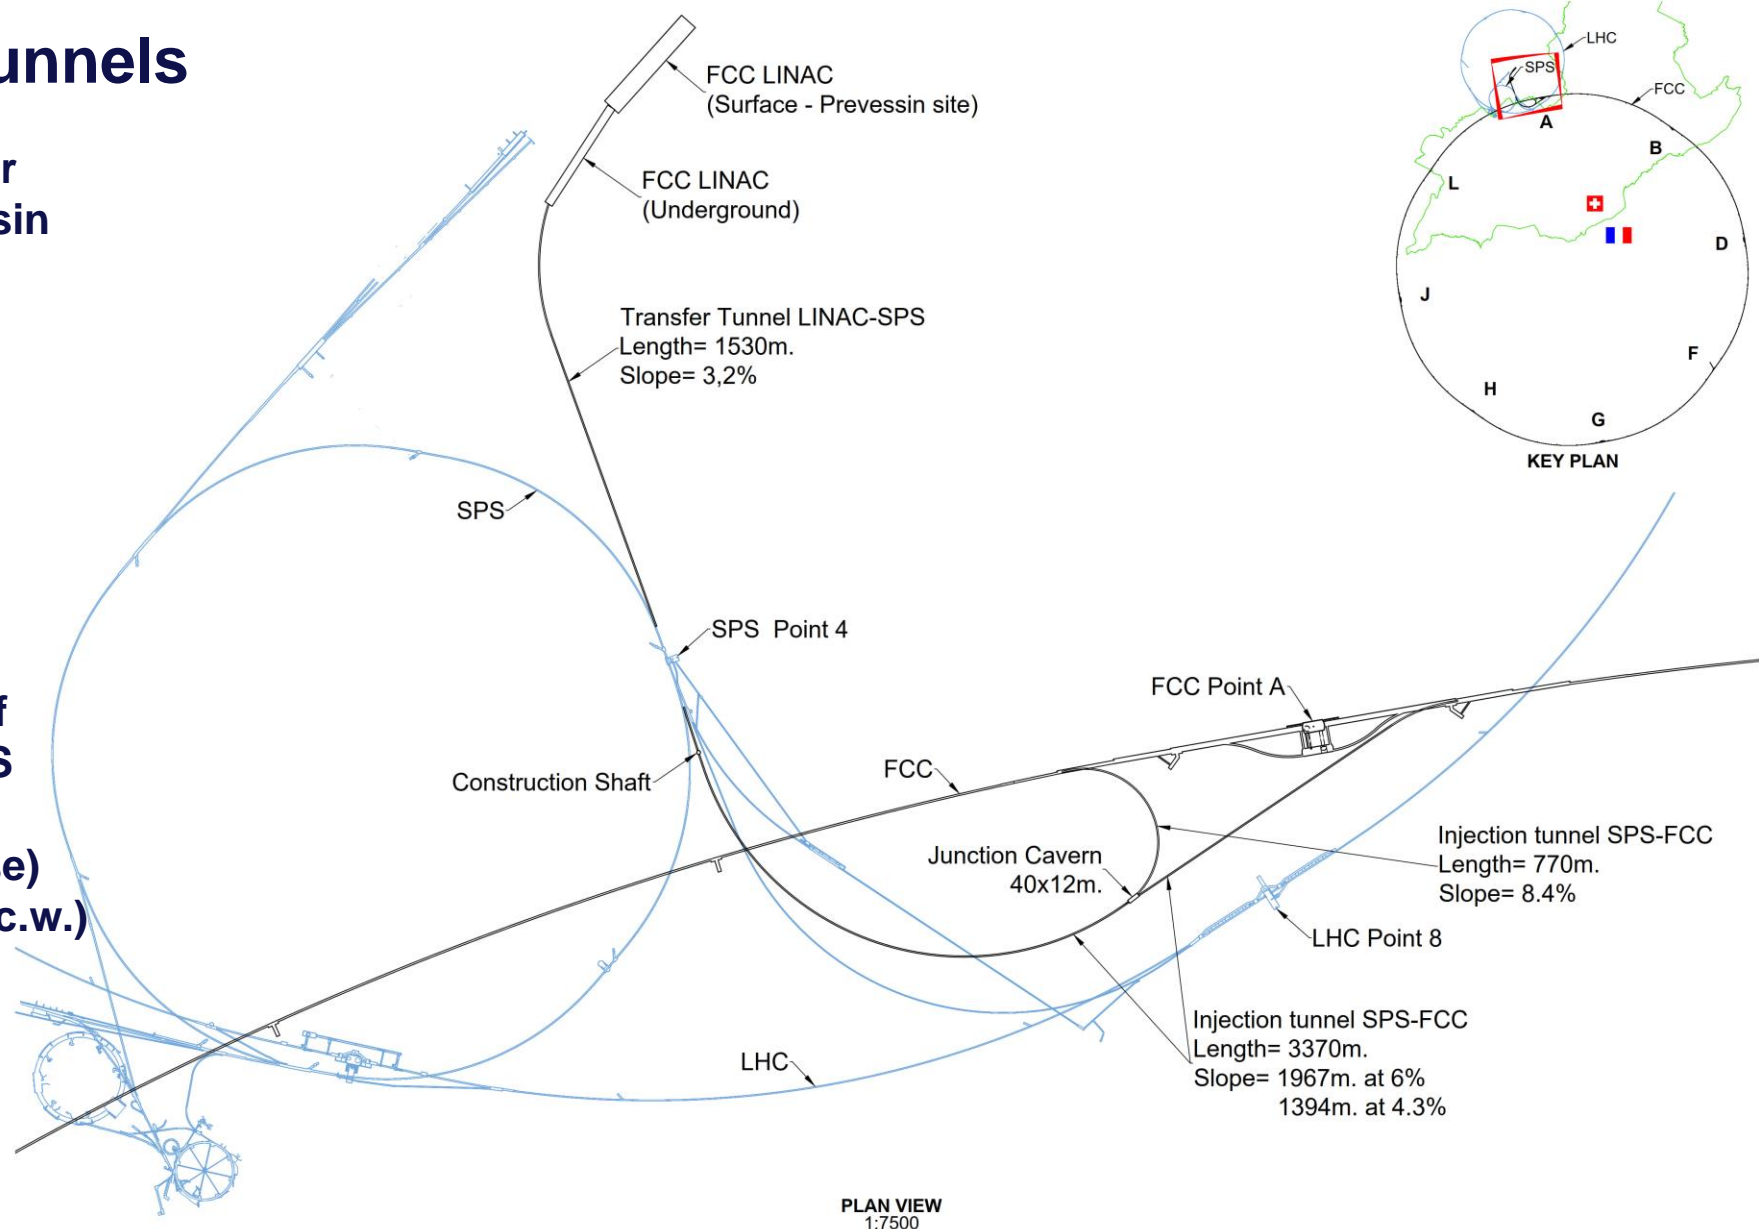 unnels
r
sin
f
S
se)
c.w.)
FCC LINAC
(Surface - Prevessin site)
FCC LINAC
(Underground)
Transfer Tunnel LINAC-SPS
Length= 1530m.
Slope= 3,2%
SPS
SPS Point 4
Construction Shaft
FCC
FCC Point A
Junction Cavern
40x12m.
Injection tunnel SPS-FCC
Length= 770m.
Slope= 8.4%
LHC Point 8
Injection tunnel SPS-FCC
Length= 3370m.
Slope= 1967m. at 6%
1394m. at 4.3%
LHC
PLAN VIEW
1:7500
LHC
SPS
FCC
A
B
L
D
J
F
H
G
KEY PLAN